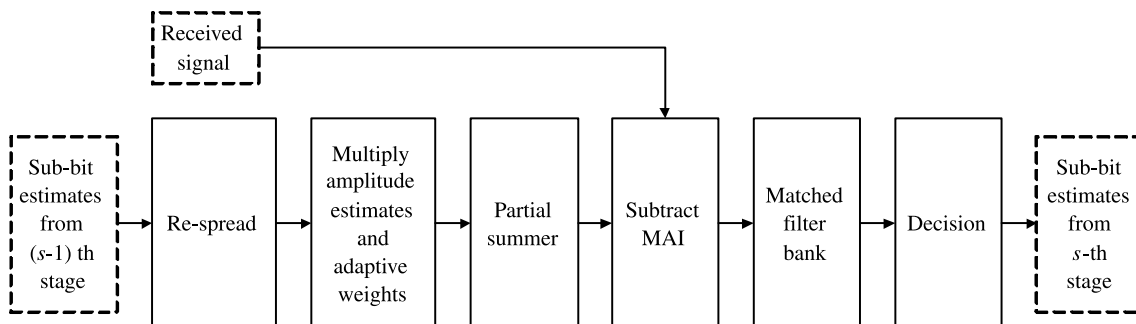 Received
signal
Sub-bit
estimates
from
(s-1) th
stage
Re-spread
Multiply
amplitude
estimates
and
adaptive
weights
Partial
summer
Subtract
MAI
Matched
filter
bank
Decision
Sub-bit
estimates
from
s-th
stage